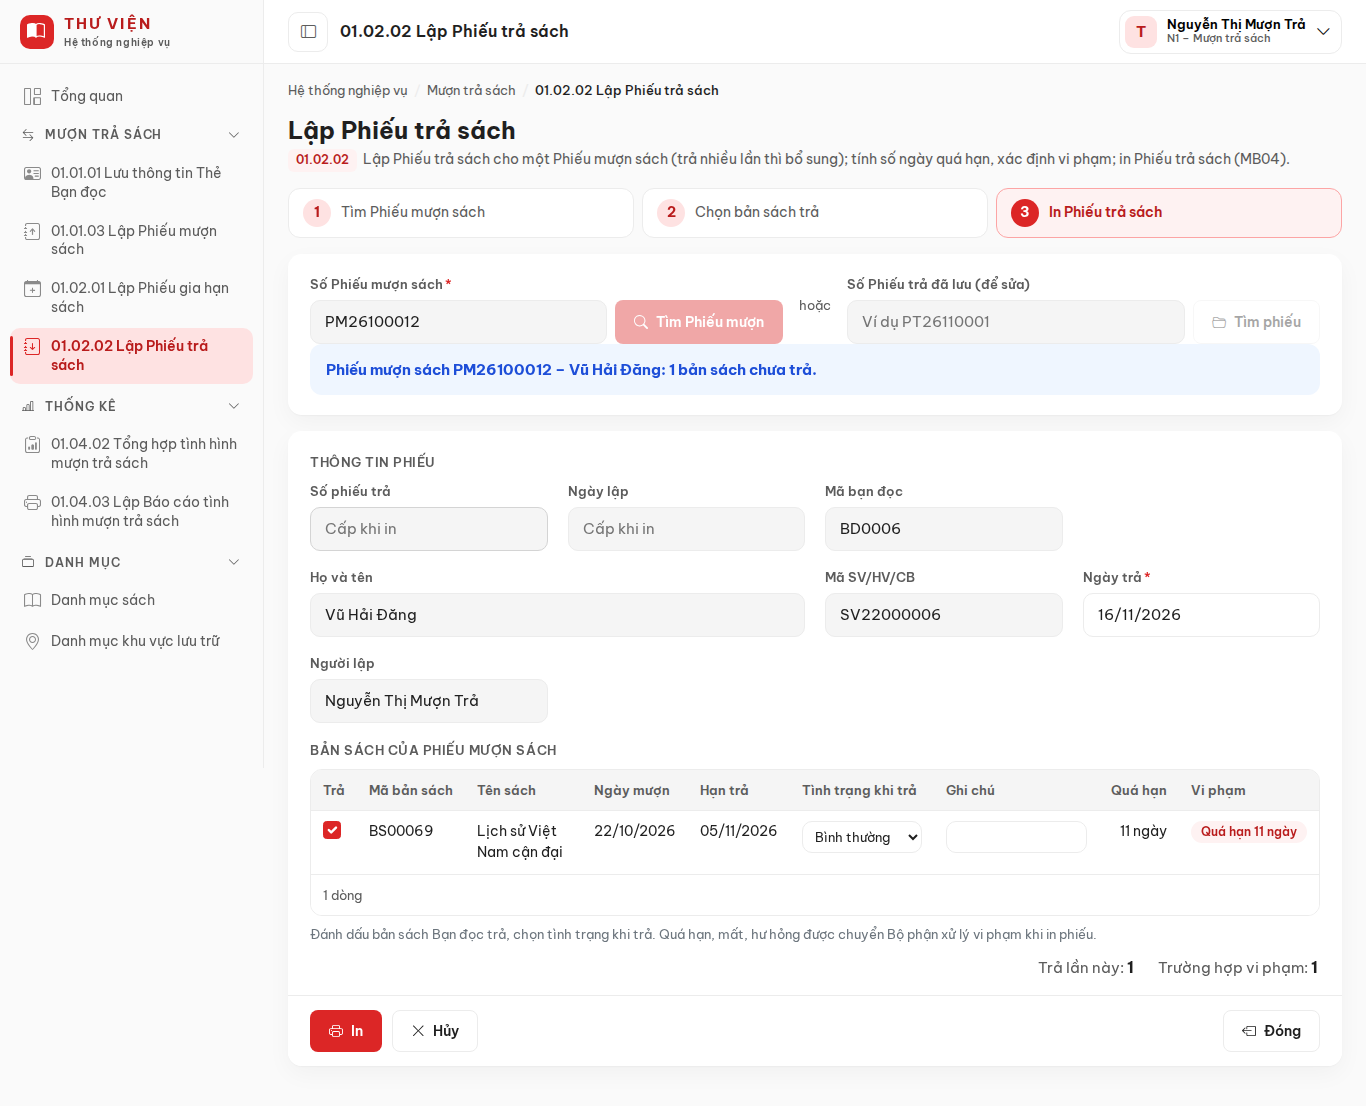 THƯ VIỆN
Hệ thống nghiệp vụ
01.02.02 Lập Phiếu trả sách
T
Nguyễn Thị Mượn Trả
N1 – Mượn trả sách
Tổng quan
MƯỢN TRẢ SÁCH
01.01.01 Lưu thông tin Thẻ
Bạn đọc
01.01.03 Lập Phiếu mượn
sách
01.02.01 Lập Phiếu gia hạn
sách
01.02.02 Lập Phiếu trả
sách
THỐNG KÊ
01.04.02 Tổng hợp tình hình
mượn trả sách
01.04.03 Lập Báo cáo tình
hình mượn trả sách
DANH MỤC
Danh mục sách
Danh mục khu vực lưu trữ
Hệ thống nghiệp vụ / Mượn trả sách / 01.02.02 Lập Phiếu trả sách
Lập Phiếu trả sách
01.02.02 Lập Phiếu trả sách cho một Phiếu mượn sách (trả nhiều lần thì bổ sung); tính số ngày quá hạn, xác định vi phạm; in Phiếu trả sách (MB04).
1 Tìm Phiếu mượn sách
2 Chọn bản sách trả
3 In Phiếu trả sách
Số Phiếu mượn sách *
PM26100012
Tìm Phiếu mượn
hoặc
Số Phiếu trả đã lưu (để sửa)
Ví dụ PT26110001
Tìm phiếu
Phiếu mượn sách PM26100012 – Vũ Hải Đăng: 1 bản sách chưa trả.
THÔNG TIN PHIẾU
Số phiếu trả
Cấp khi in
Ngày lập
Cấp khi in
Mã bạn đọc
BD0006
Họ và tên
Vũ Hải Đăng
Mã SV/HV/CB
SV22000006
Ngày trả *
16/11/2026
Người lập
Nguyễn Thị Mượn Trả
BẢN SÁCH CỦA PHIẾU MƯỢN SÁCH
Trả Mã bản sách Tên sách Ngày mượn Hạn trả Tình trạng khi trả Ghi chú Quá hạn Vi phạm
BS00069 Lịch sử Việt 22/10/2026 05/11/2026 Bình thường 11 ngày Quá hạn 11 ngày
Nam cận đại
1 dòng
Đánh dấu bản sách Bạn đọc trả, chọn tình trạng khi trả. Quá hạn, mất, hư hỏng được chuyển Bộ phận xử lý vi phạm khi in phiếu.
Trả lần này: 1 Trường hợp vi phạm: 1
In
Hủy
Đóng